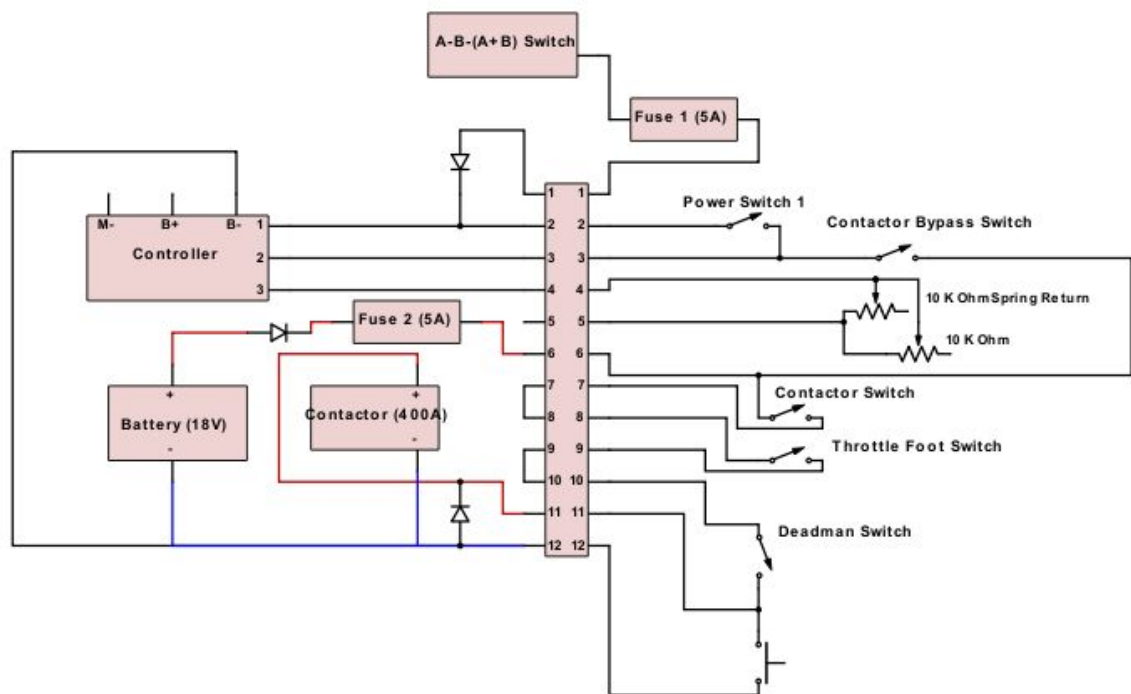 A-B-(A+B) Switch
Fuse 1 (5A)
1 1
M- B+ B- 1 2 2 Power Switch 1
Contactor Bypass Switch
Controller 2 3 3
3 4 4
10 K OhmSpring Return
Fuse 2 (5A) 5 5
10 K Ohm
6 6
+ + 7 7 Contactor Switch
Battery (18V) Contactor (400A) 8 8
- - 9 9 Throttle Foot Switch
10 10
11 11
Deadman Switch
12 12